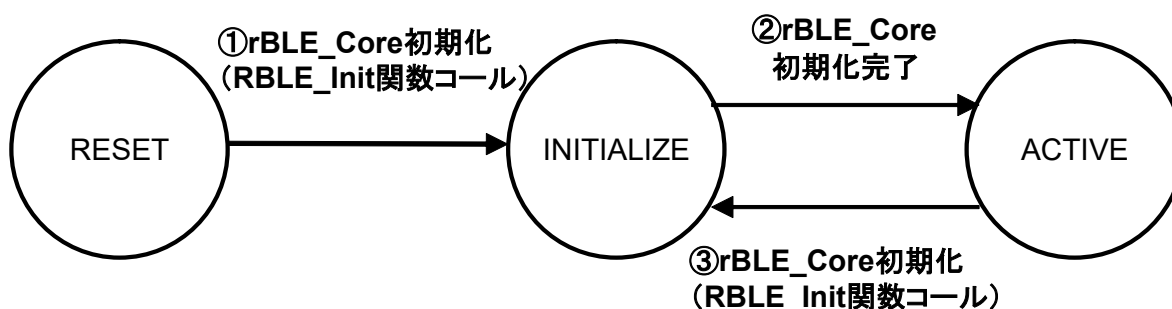 ①rBLE_Core初期化
（RBLE_Init関数コール）
②rBLE_Core
初期化完了
RESET
INITIALIZE
ACTIVE
③rBLE_Core初期化
（RBLE_Init関数コール）